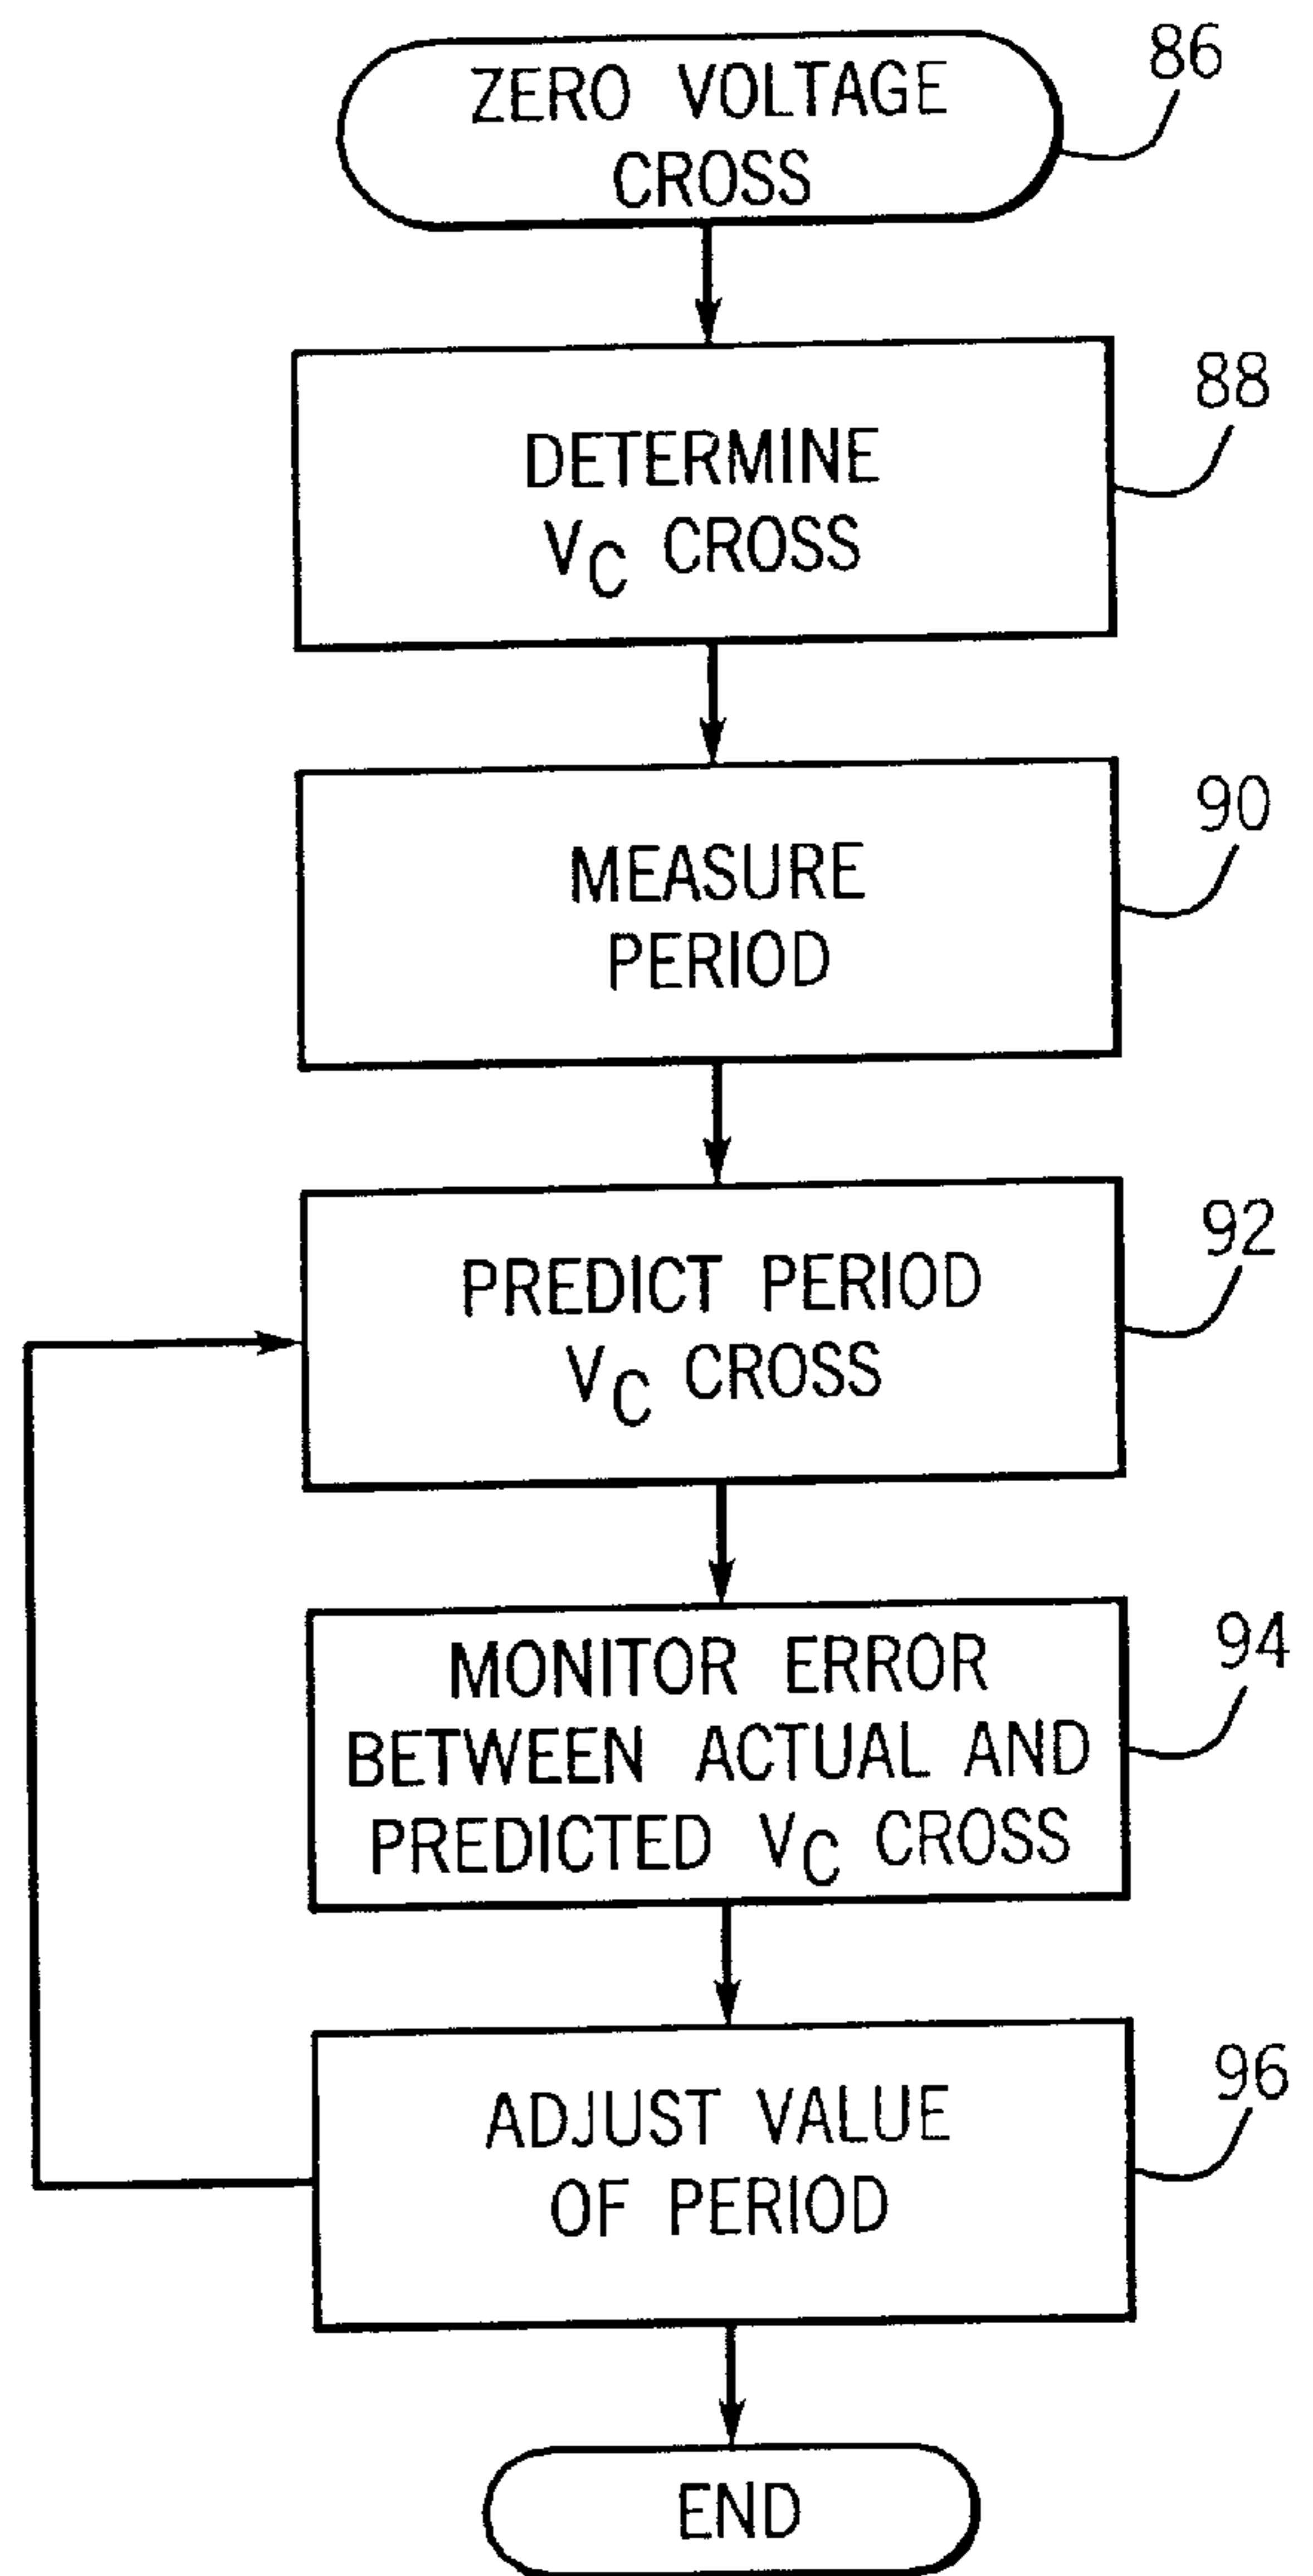 ZERO VOLTAGE
CROSS
86
DETERMINE
VC CROSS
88
MEASURE
PERIOD
90
PREDICT PERIOD
VC CROSS
92
MONITOR ERROR
BETWEEN ACTUAL AND
PREDICTED VC CROSS
94
ADJUST VALUE
OF PERIOD
96
END